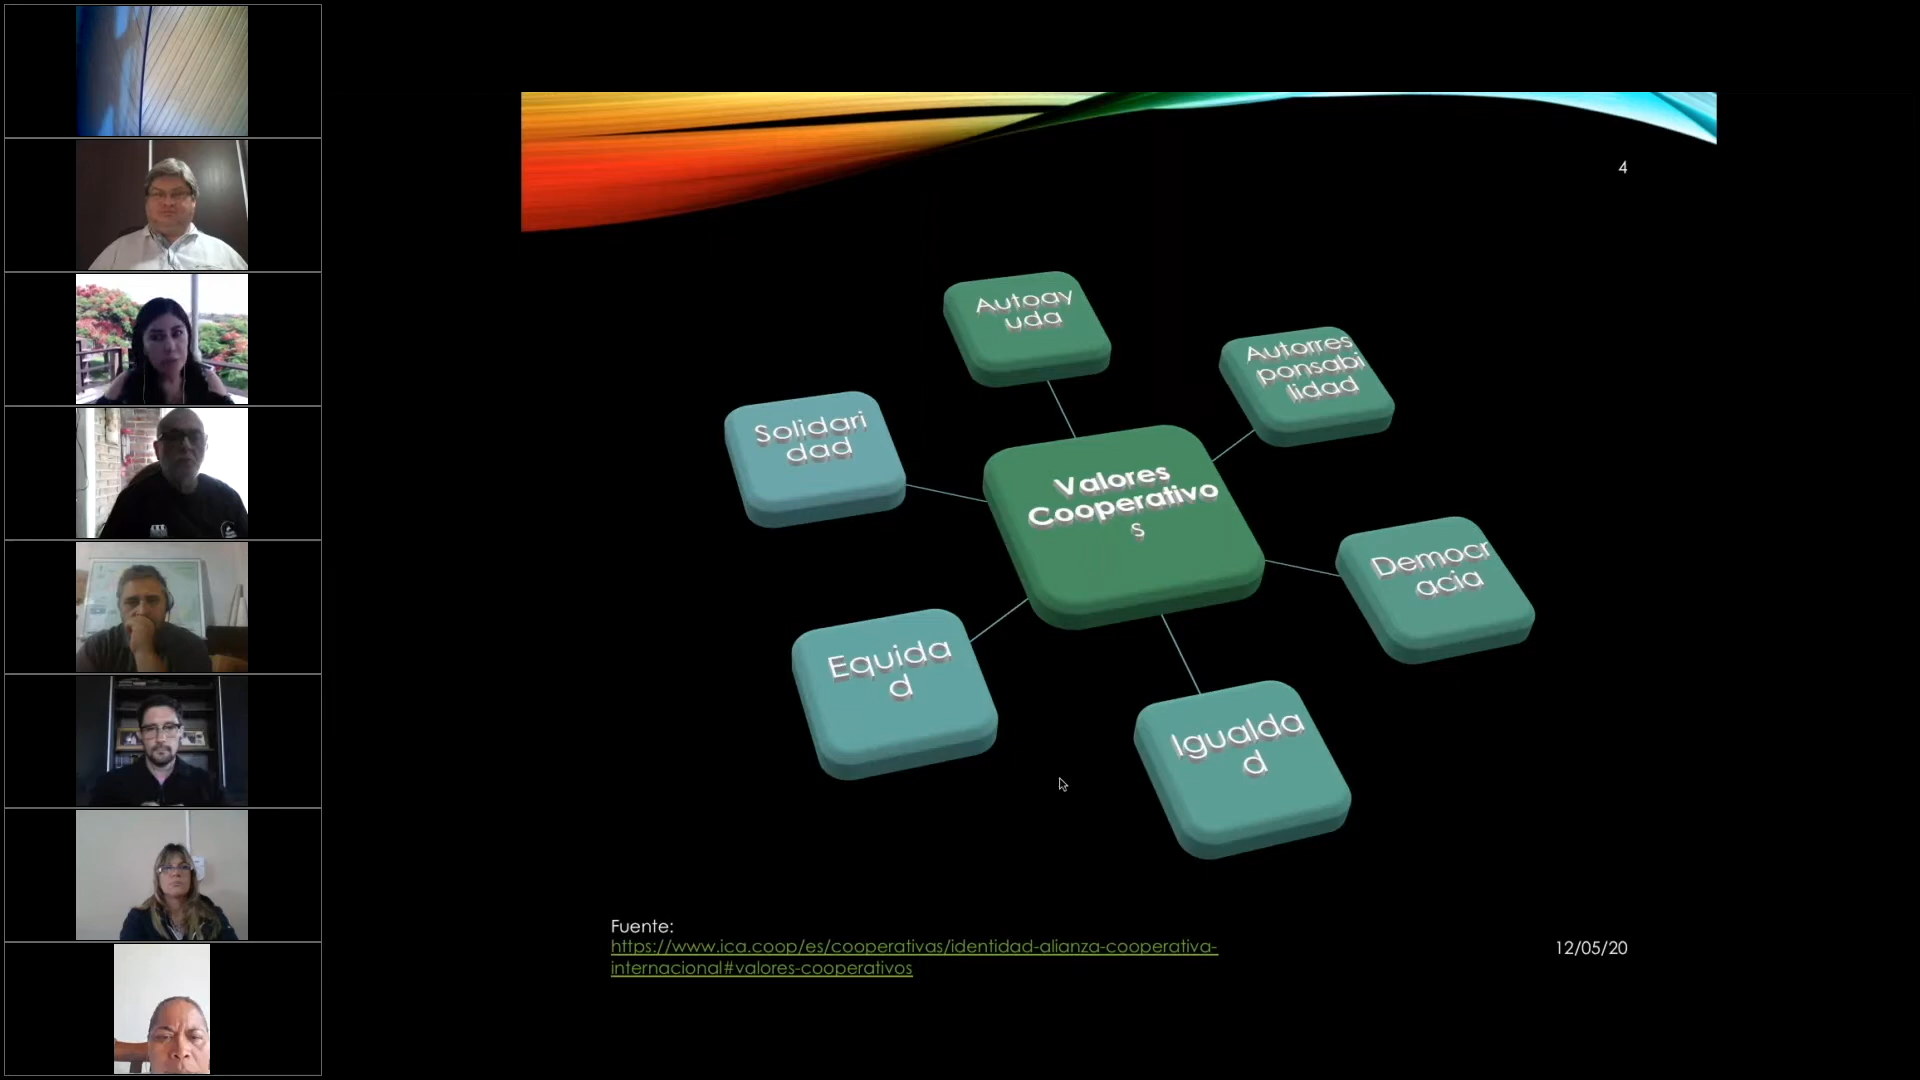 4
Autoay
uda
Autorres
ponsabi
lidad
Solidari
dad
Valores
Cooperativo
s
Democr
acia
Equida
d
Igualda
d
Fuente:
https://www.ica.coop/es/cooperativas/identidad-alianza-cooperativa-
internacional#valores-cooperativos
12/05/20